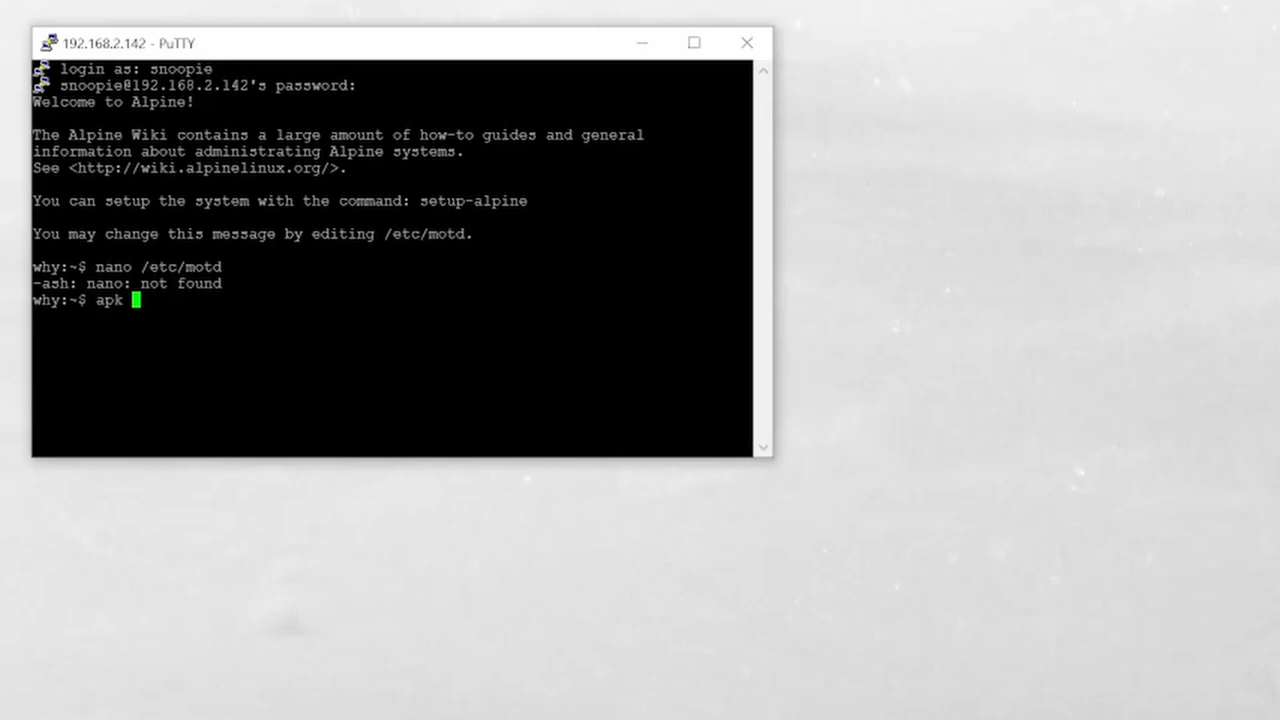 192.168.2.142 - PuTTY
login as: snoopie
snoopie@192.168.2.142's password:
Welcome to Alpine!
The Alpine Wiki contains a large amount of how-to guides and general
information about administrating Alpine systems.
See <http://wiki.alpinelinux.org/>.
You can setup the system with the command: setup-alpine
You may change this message by editing /etc/motd.
why:~$ nano /etc/motd
-ash: nano: not found
why:~$ apk